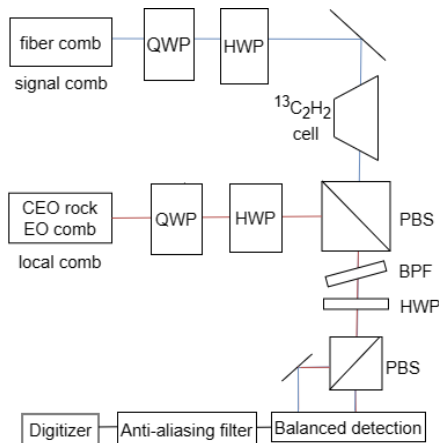 fiber comb
signal comb
QWP
HWP
¹³C₂H₂
cell
CEO rock
EO comb
local comb
QWP
HWP
PBS
BPF
HWP
PBS
Digitizer
Anti-aliasing filter
Balanced detection